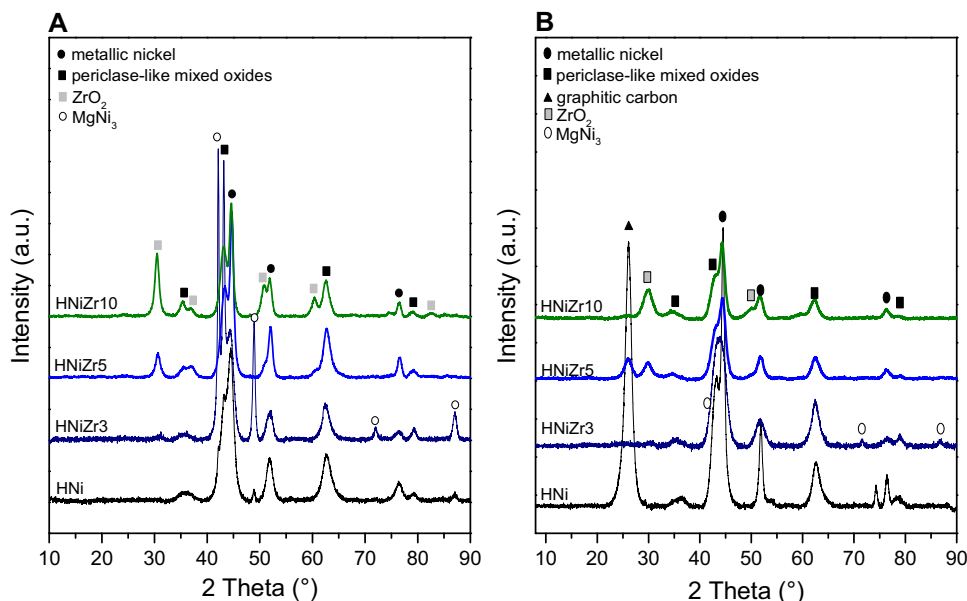 A
metallic nickel
periclase-like mixed oxides
ZrO2
MgNi3
HNiZr10
HNiZr5
HNiZr3
HNi
10 20 30 40 50 60 70 80 90
2 Theta (°)
Intensity (a.u.)
B
metallic nickel
periclase-like mixed oxides
graphitic carbon
ZrO2
MgNi3
HNiZr10
HNiZr5
HNiZr3
HNi
10 20 30 40 50 60 70 80 90
2 Theta (°)
Intensity (a.u.)